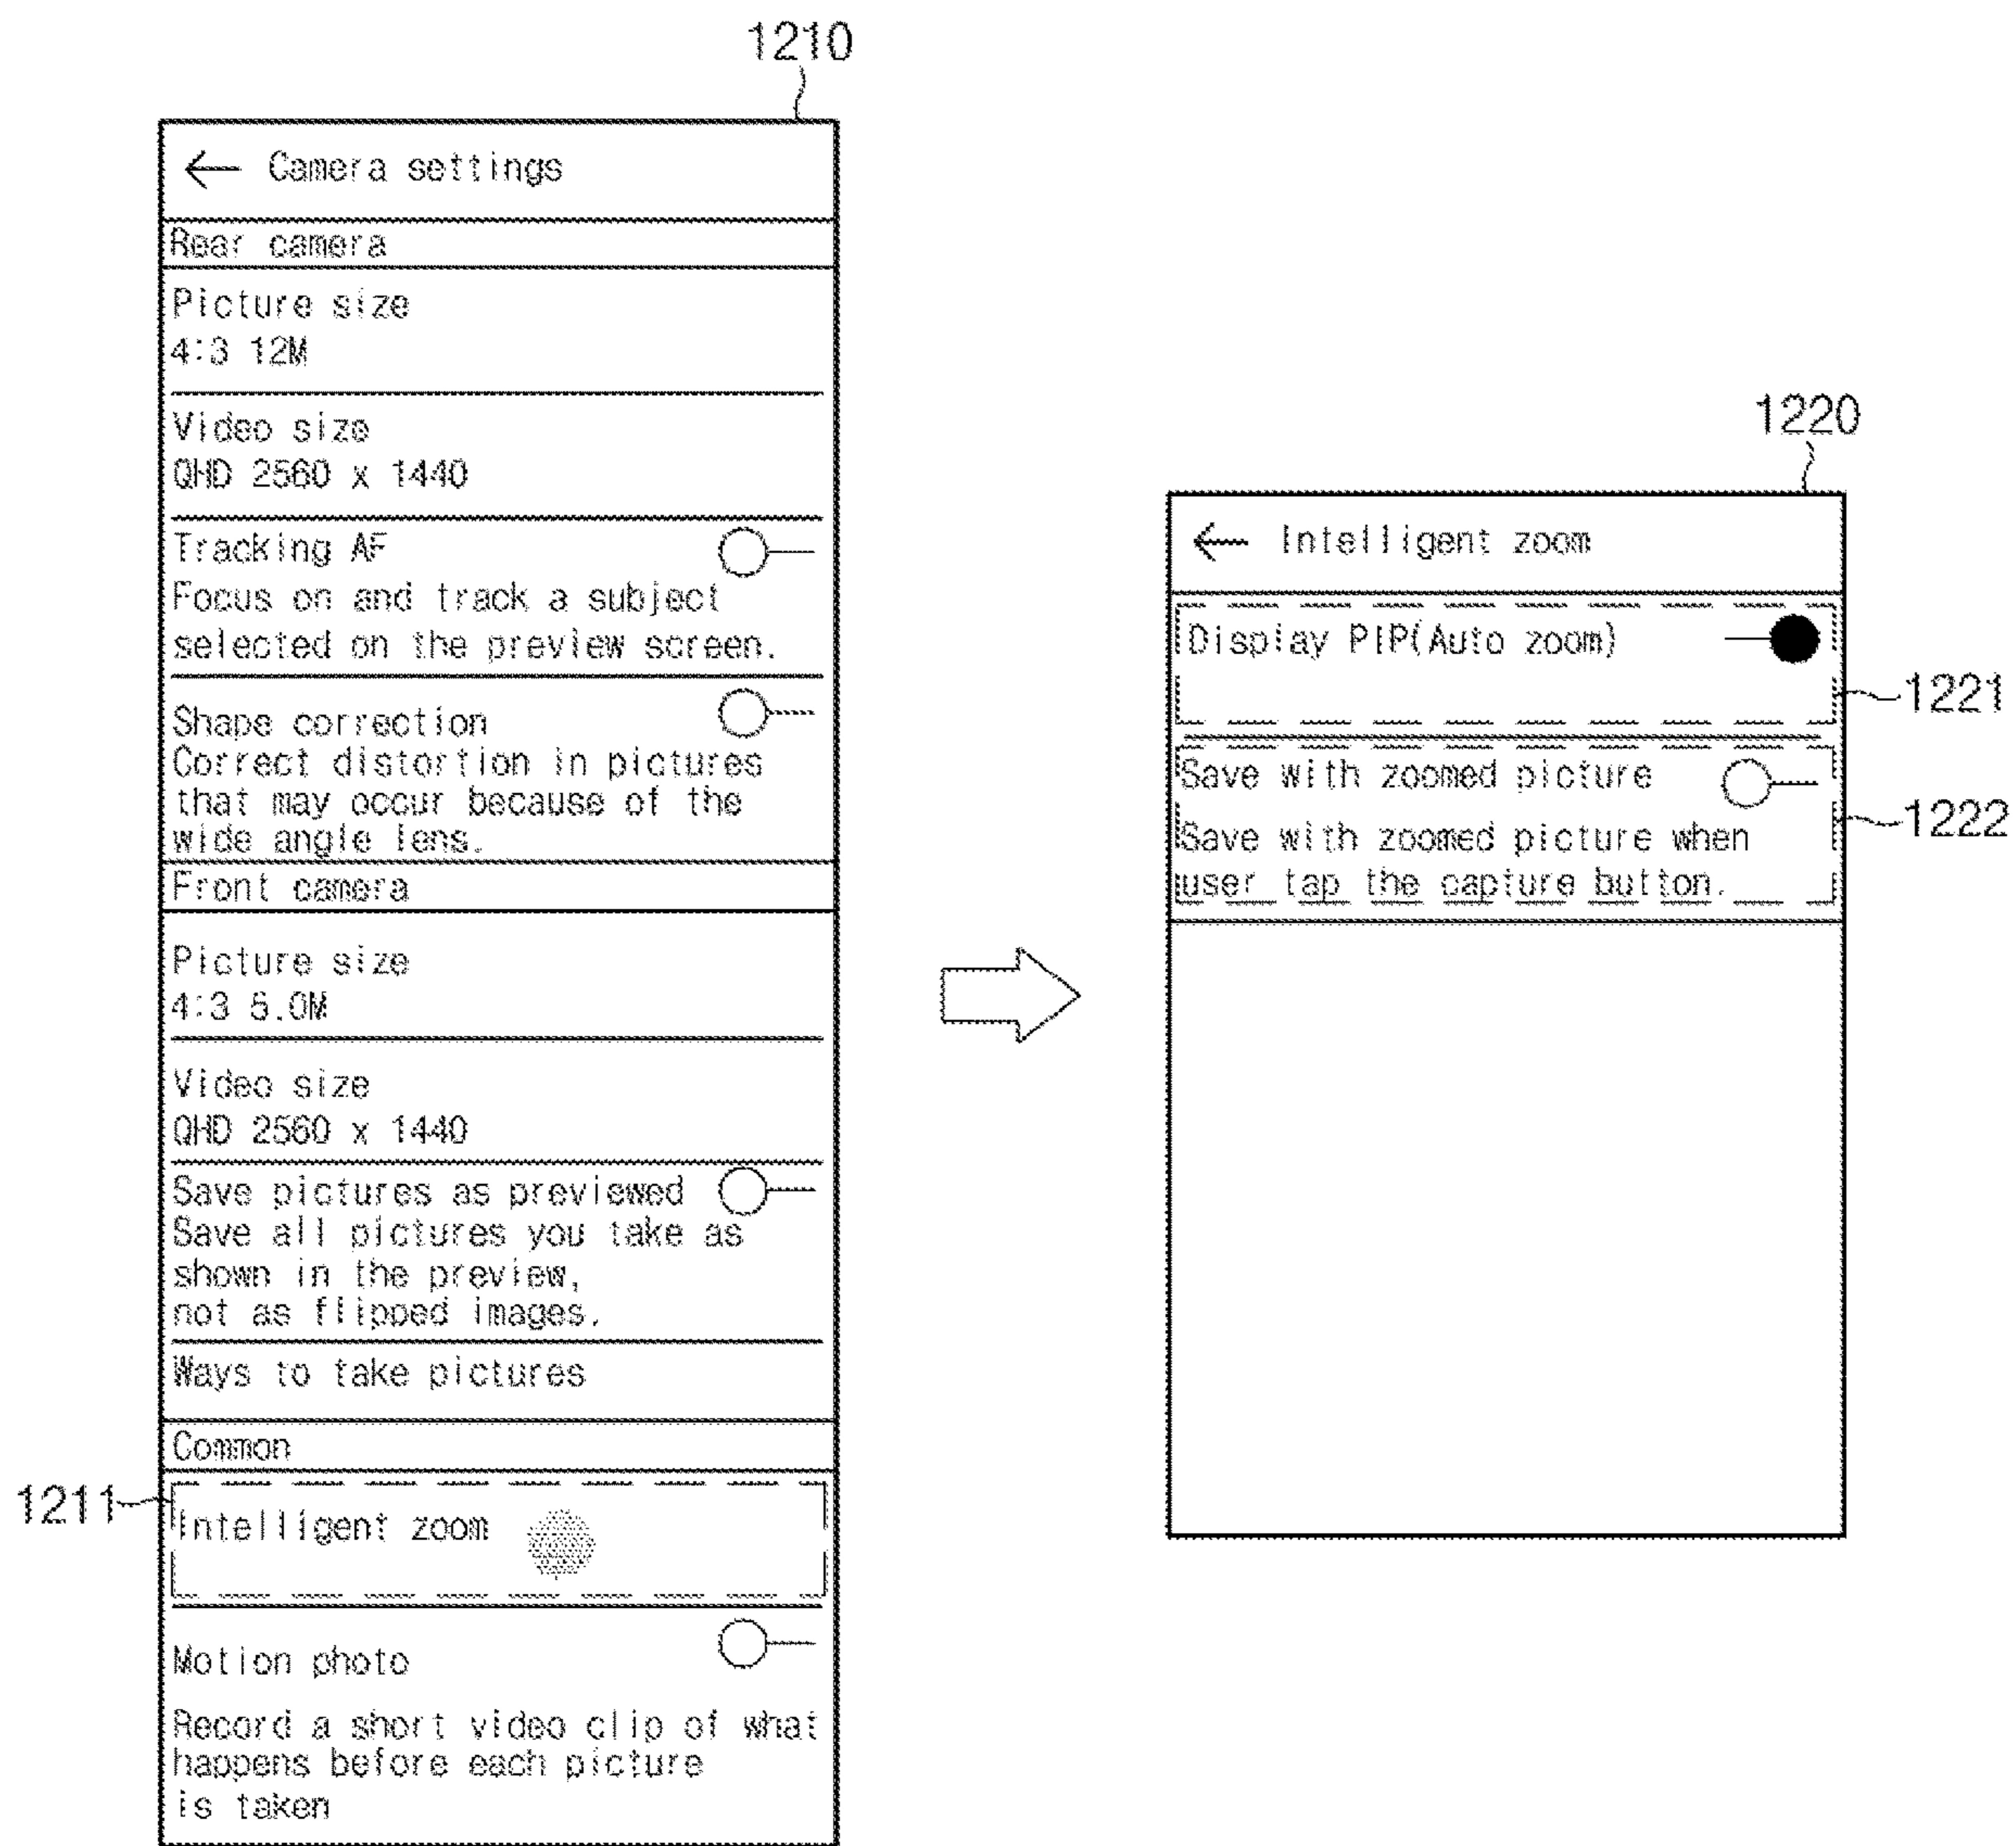 1210
← Camera settings
Rear camera
Picture size
4:3 12M
Video size
QHD 2560 x 1440
Tracking AF
Focus on and track a subject
selected on the preview screen.
Shape correction
Correct distortion in pictures
that may occur because of the
wide angle lens.
Front camera
Picture size
4:3 5.0M
Video size
QHD 2560 x 1440
Save pictures as previewed
Save all pictures you take as
shown in the preview,
not as flipped images.
Ways to take pictures
Common
1211
Intelligent zoom
Motion photo
Record a short video clip of what
happens before each picture
is taken
1220
← Intelligent zoom
Display PIP(Auto zoom)
1221
Save with zoomed picture
1222
Save with zoomed picture when
user tap the capture button.